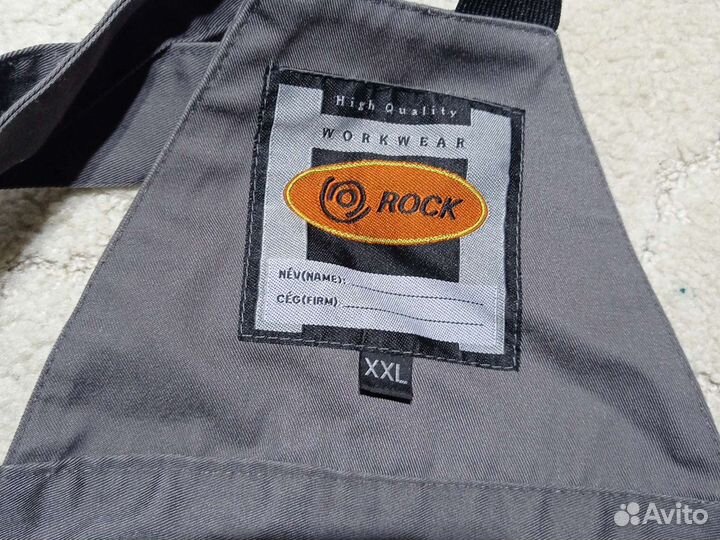 High Quality
WORKWEAR
ROCK
NÉV(NAME):
CÉG(FIRM)
XXL
Avito